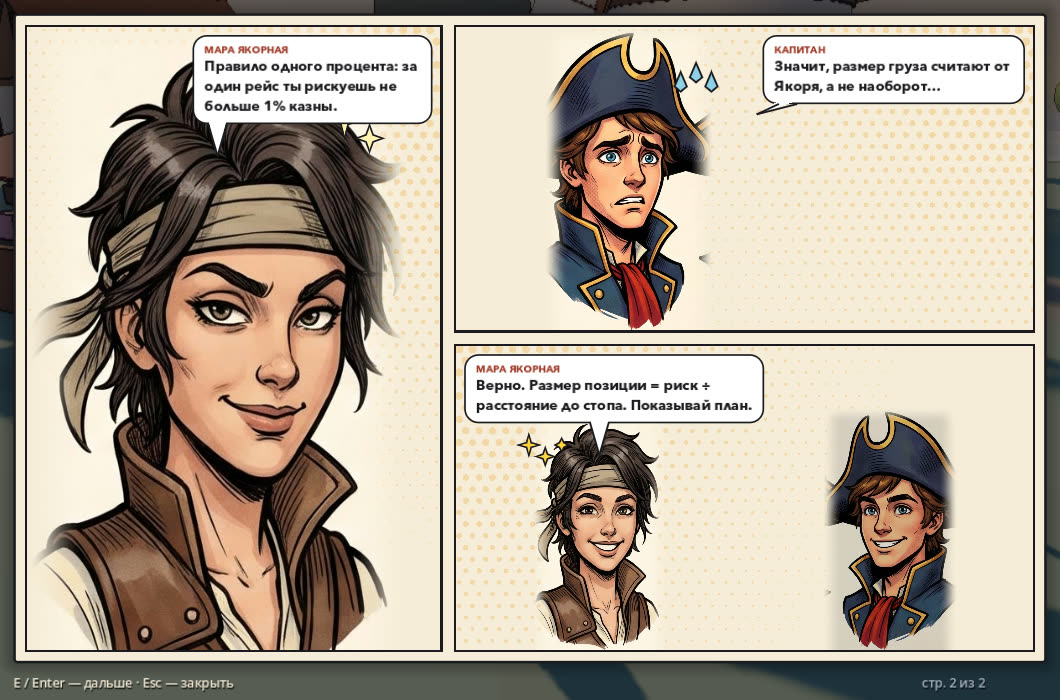 МАРА ЯКОРНАЯ
Правило одного процента: за
один рейс ты рискуешь не
больше 1% казны.
КАПИТАН
Значит, размер груза считают от
Якоря, а не наоборот...
МАРА ЯКОРНАЯ
Верно. Размер позиции = риск ÷
расстояние до стопа. Показывай план.
E / Enter — дальше · Esc — закрыть
стр. 2 из 2